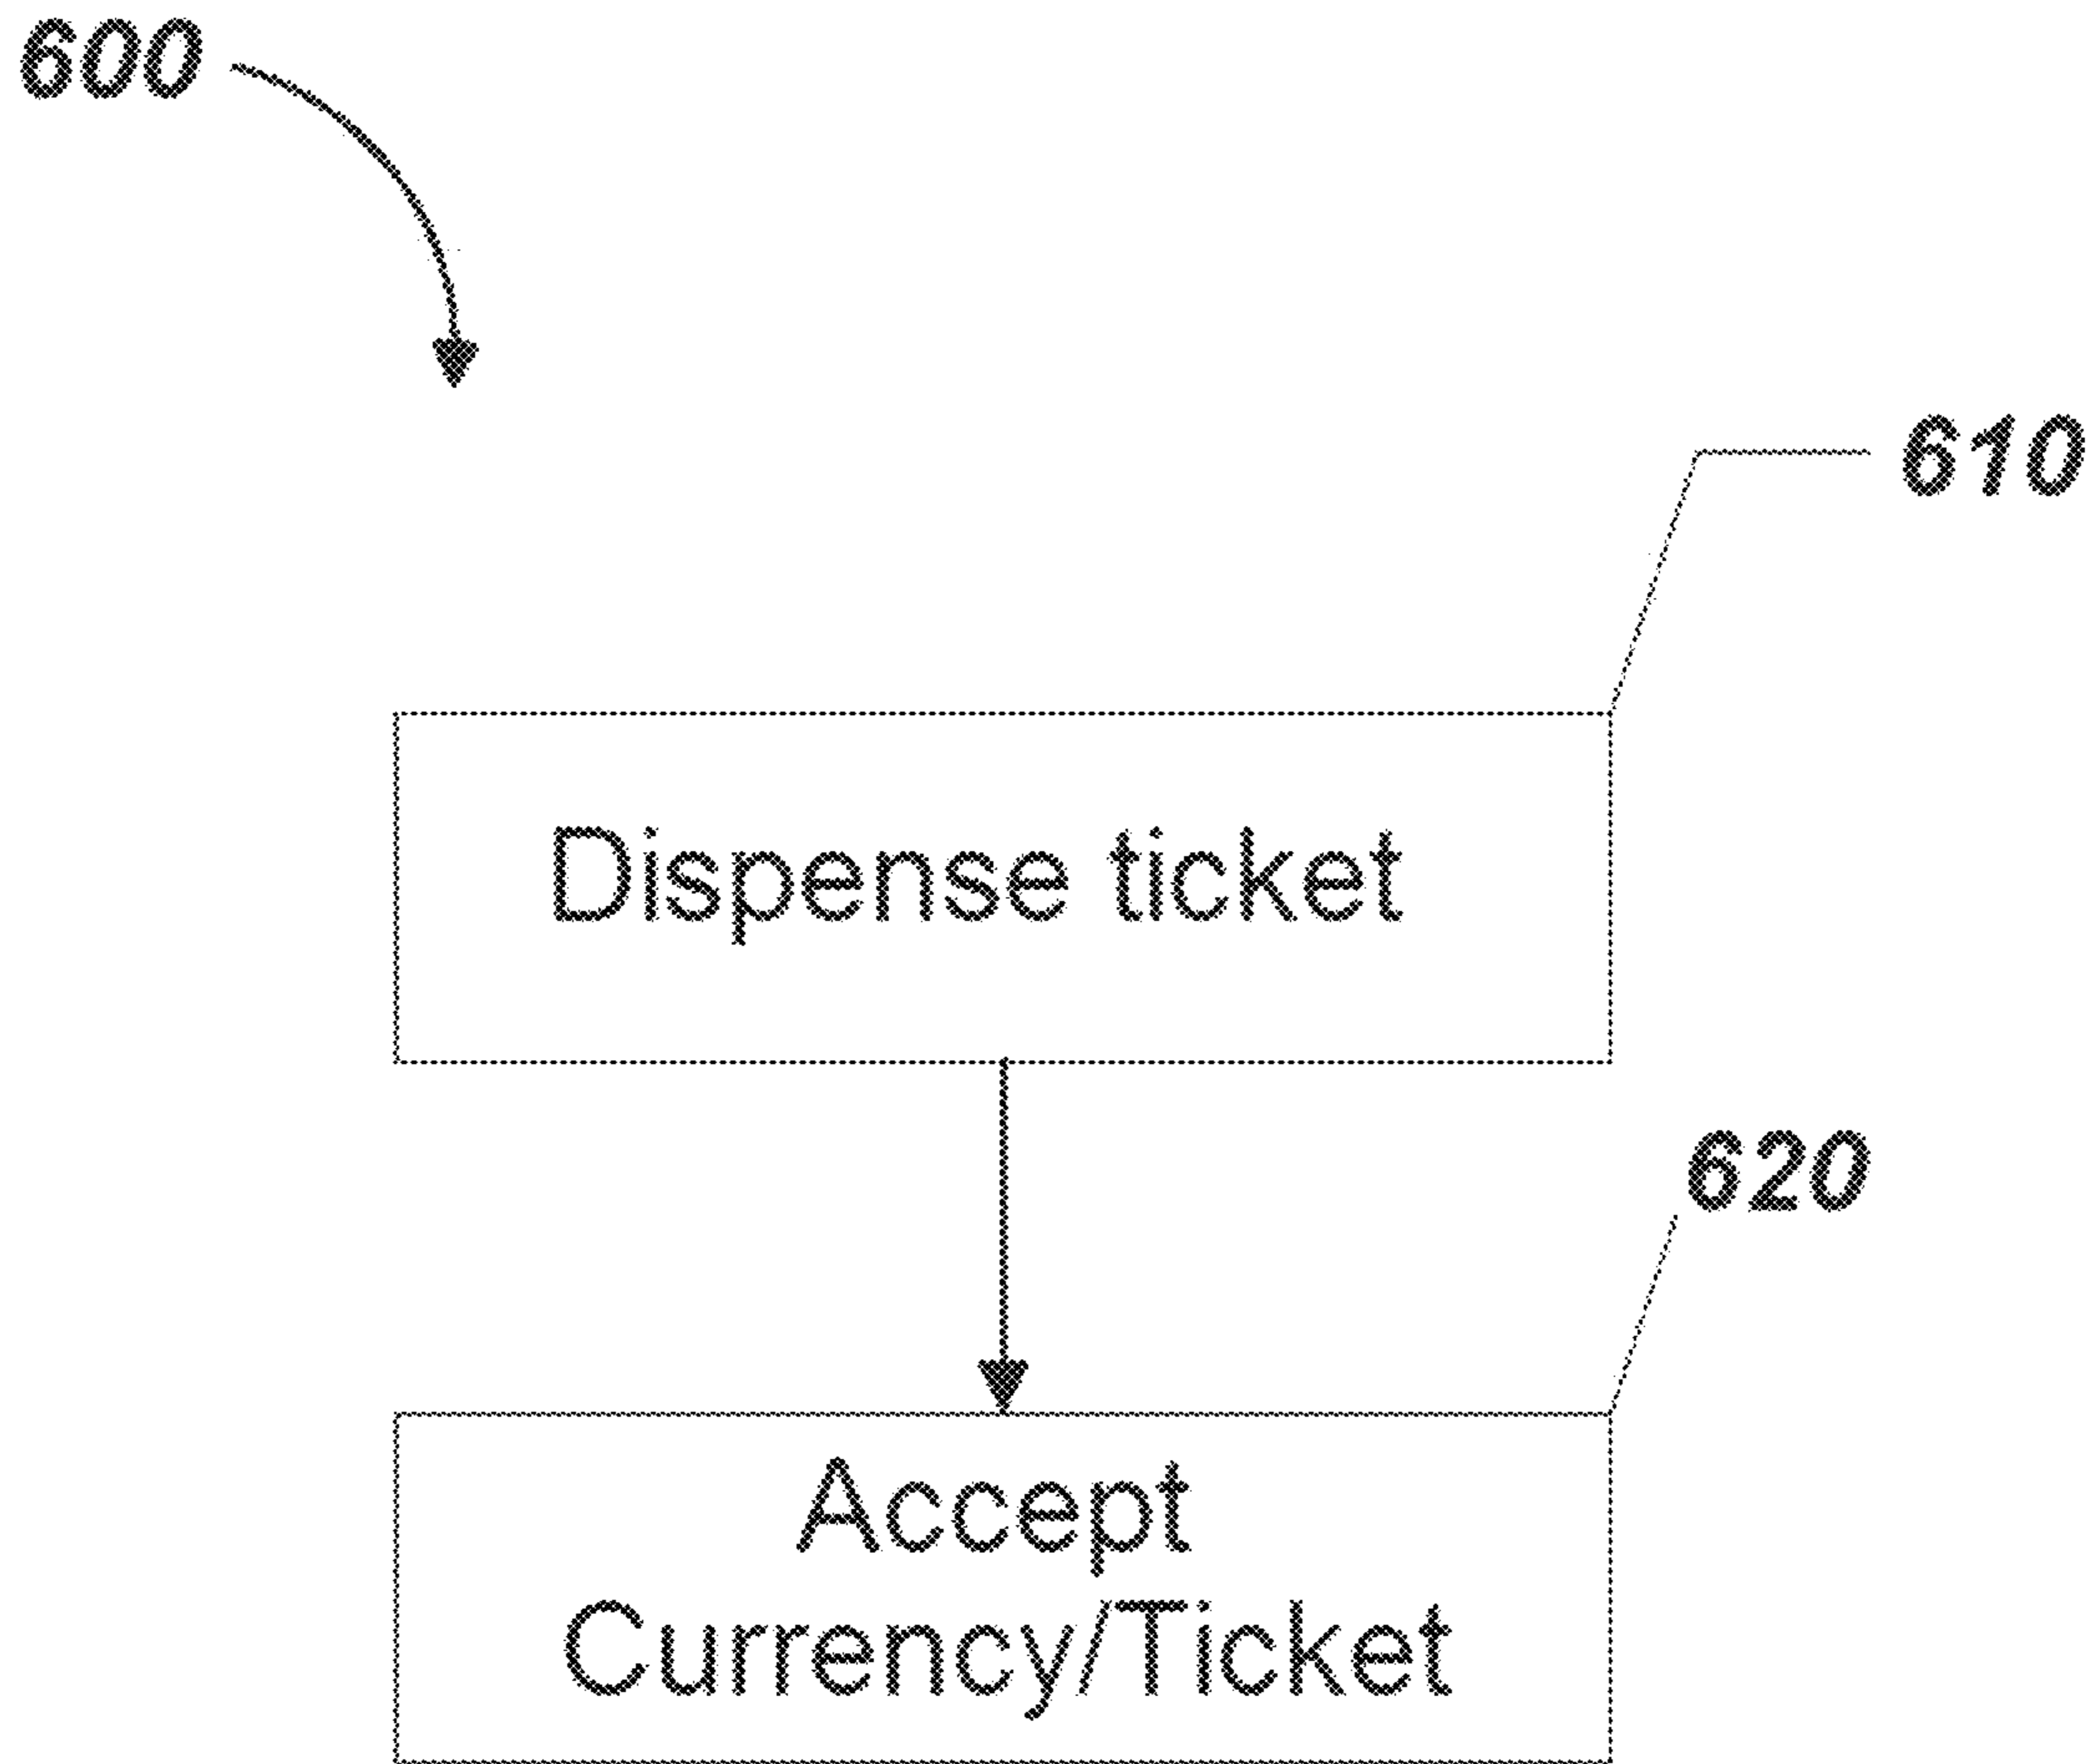 600
610
Dispense ticket
620
Accept
Currency/Ticket